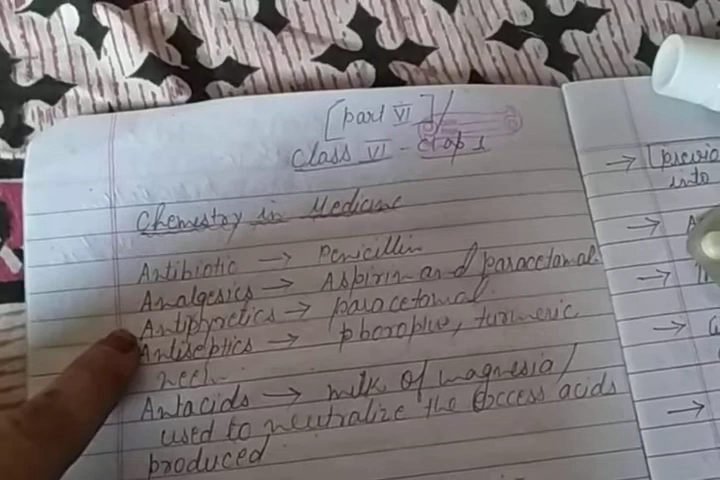 [part VI]
Class VI - Chap 1
Chemistry in Medicine
Antibiotic → Penicillin
Analgesics → Aspirin and paracetamol.
Antipyretics → paracetamol.
Antiseptics → turmeric
Antacids → milk of magnesia/
used to neutralize the Excess acids
produced
→
into
→
→
→
→